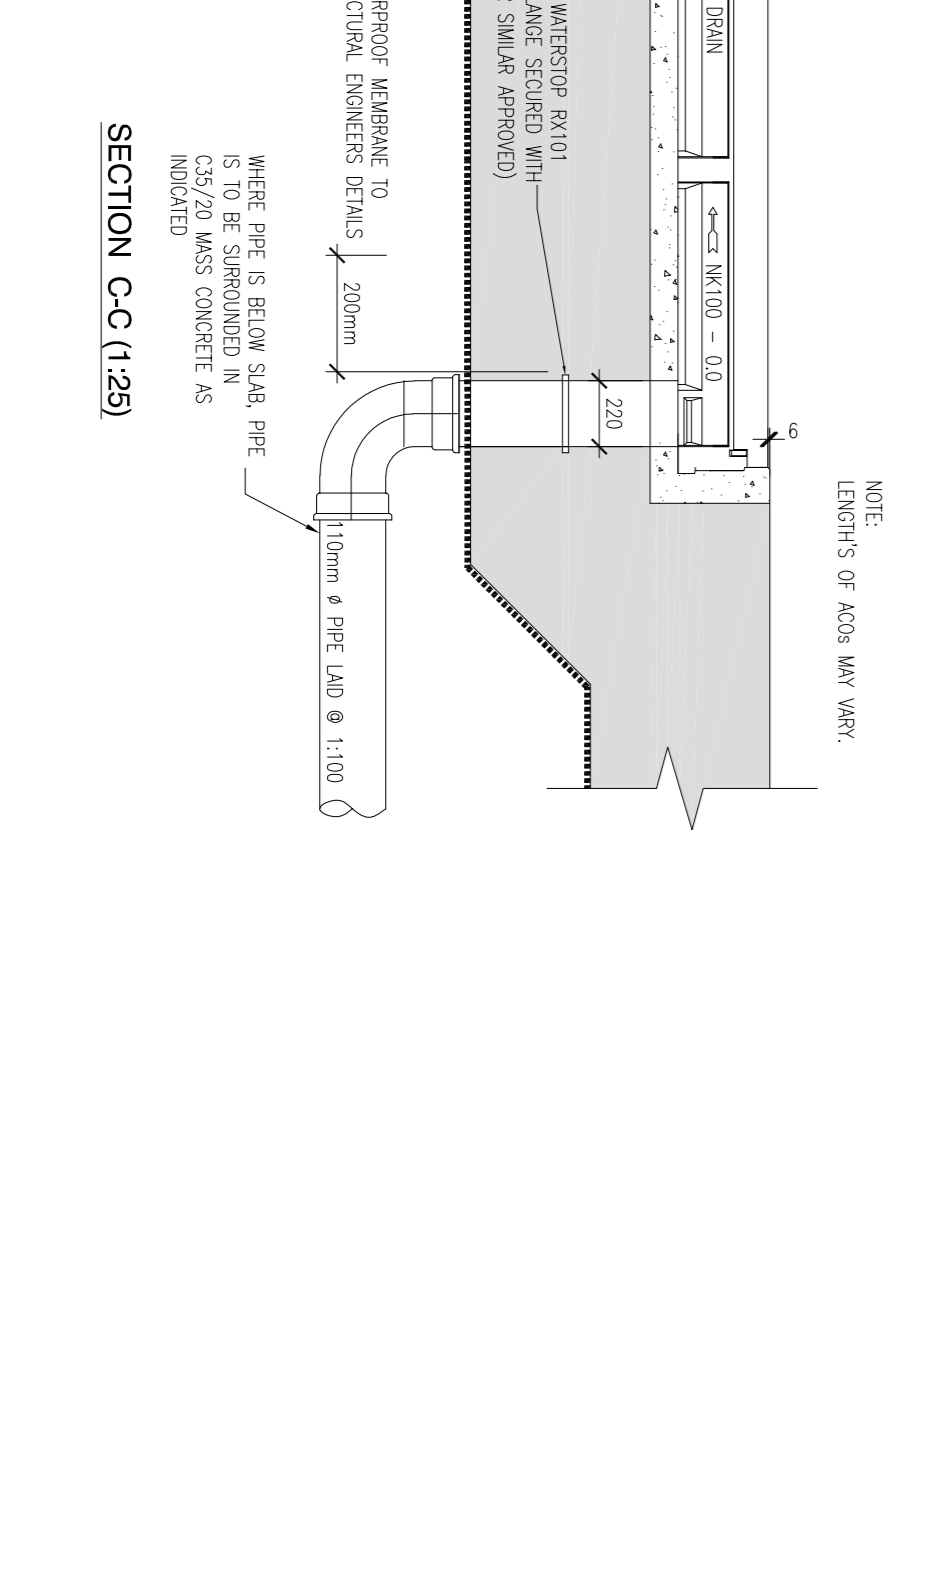 NOTE:
LENGTH'S OF ACOs MAY VARY.
6
DRAIN
NK100 - 0.0
220
WATERSTOP RX101
LANGE SECURED WITH
SIMILAR APPROVED)
RPROOF MEMBRANE TO
CTURAL ENGINEERS DETAILS
200mm
110mm ø PIPE LAID @ 1:100
WHERE PIPE IS BELOW SLAB, PIPE
IS TO BE SURROUNDED IN
C35/20 MASS CONCRETE AS
INDICATED
SECTION C-C (1:25)